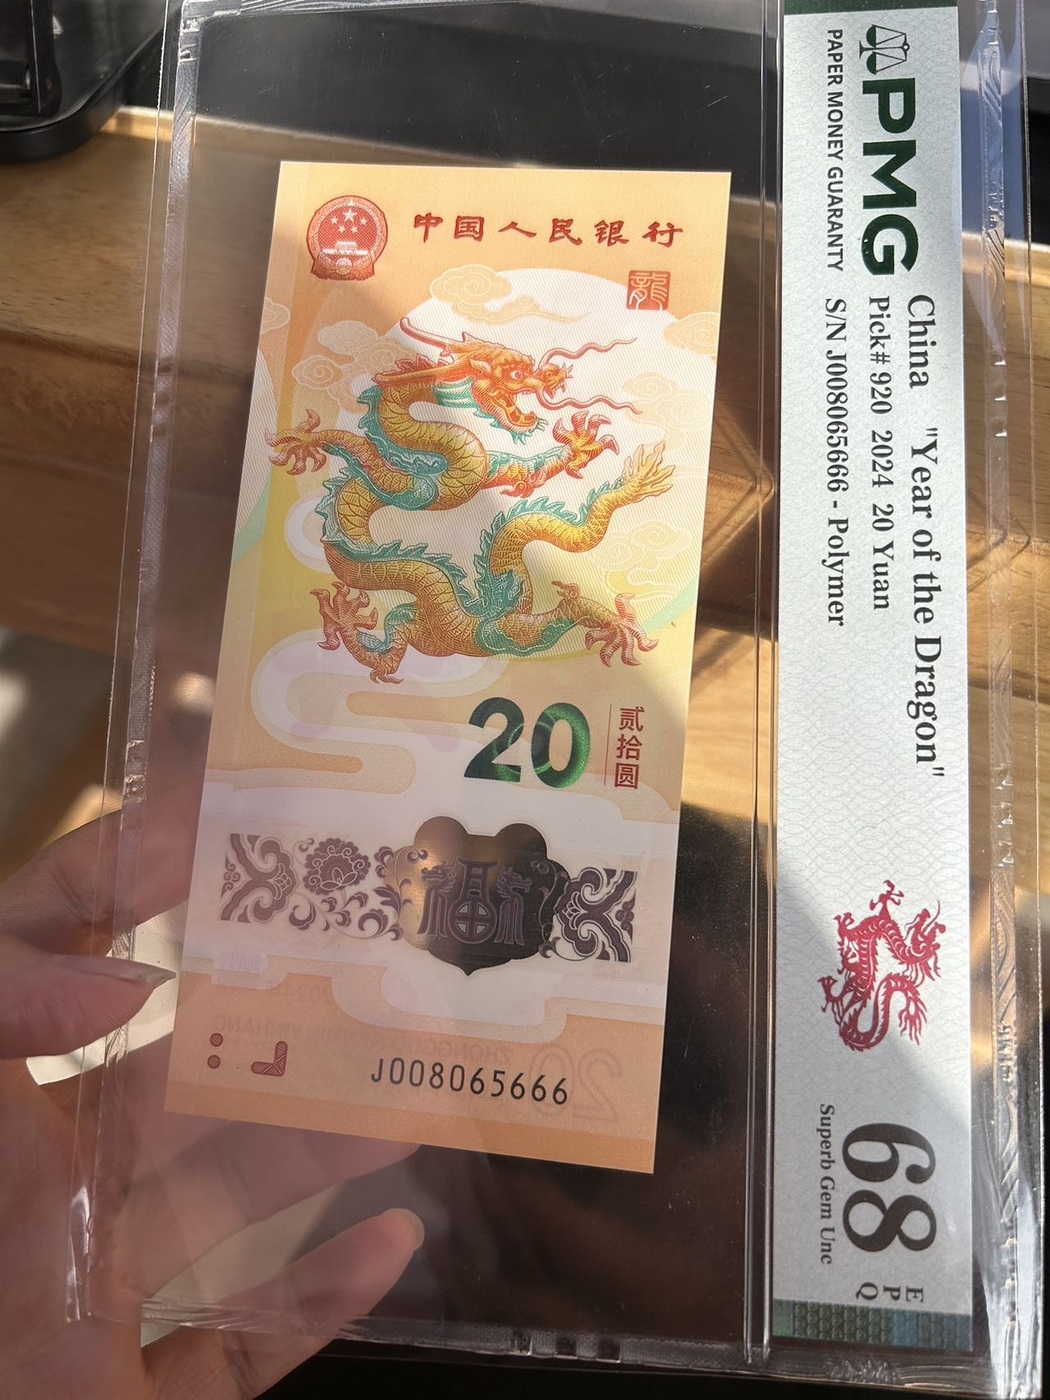 中国人民银行
龍
20
贰拾圆
福
J008065666
PMG
PAPER MONEY GUARANTY
China "Year of the Dragon"
Pick# 920 2024 20 Yuan
S/N J008065666 - Polymer
68
EPQ
Superb Gem Unc